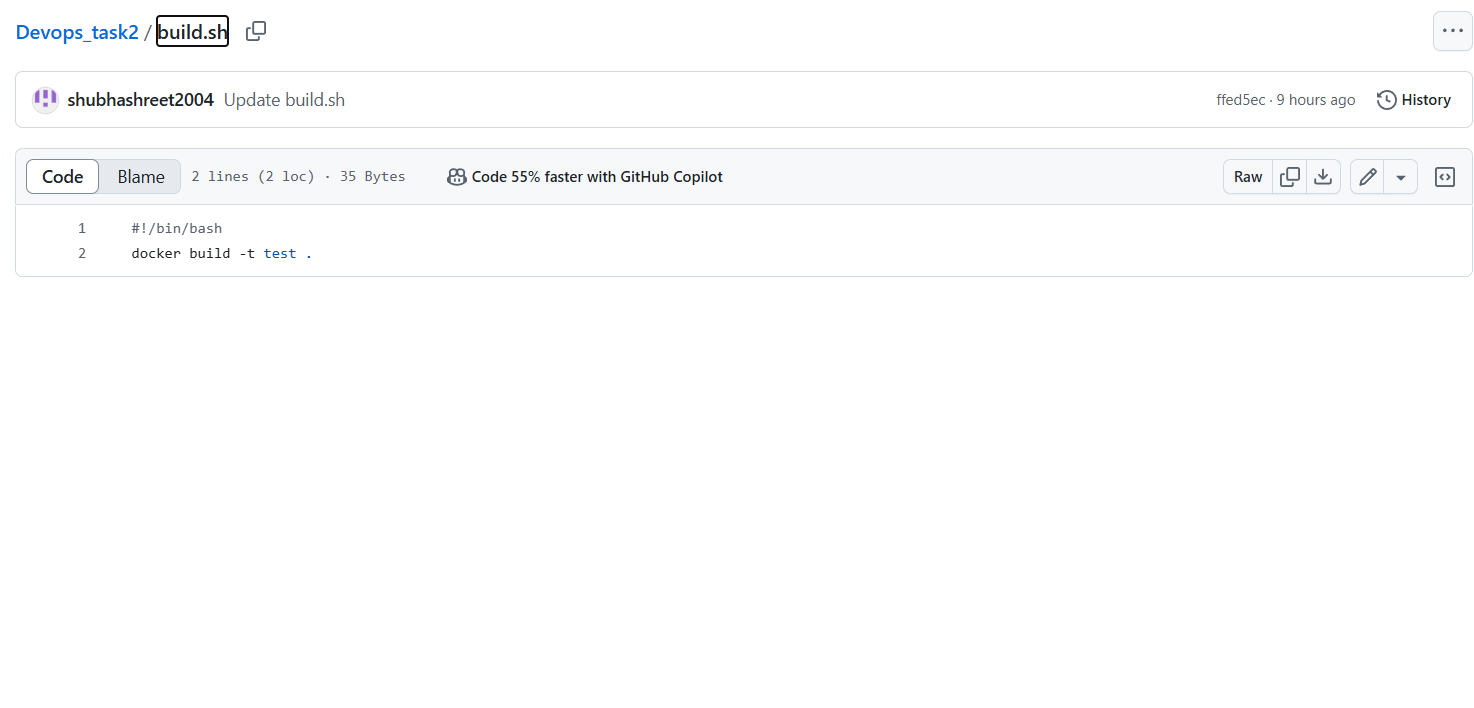 Devops_task2 / build.sh
shubhashreet2004 Update build.sh ffed5ec · 9 hours ago History
Code Blame 2 lines (2 loc) · 35 Bytes Code 55% faster with GitHub Copilot Raw
1 #!/bin/bash
2 docker build -t test .